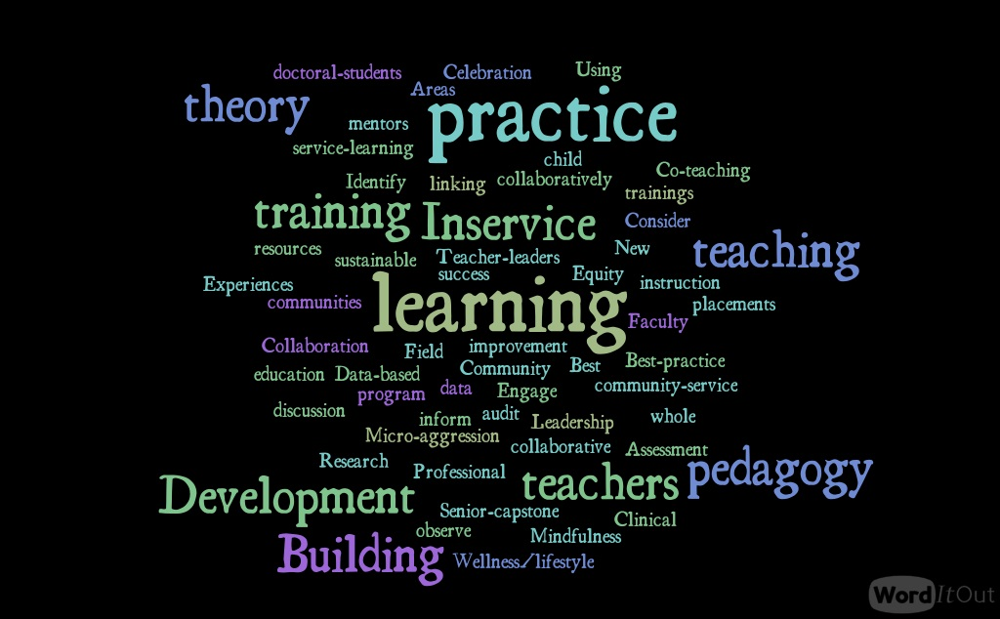 doctoral-students
Celebration
Using
Areas
theory
practice
mentors
service-learning
child
Co-teaching
Identify
linking
collaboratively
trainings
training
Inservice
Consider
resources
sustainable
Teacher-leaders
New
teaching
success
Equity
instruction
Experiences
communities
learning
placements
Faculty
Collaboration
Field
improvement
Best-practice
education
Data-based
Community
Best
community-service
program
data
Engage
discussion
inform
audit
Leadership
whole
Micro-aggression
collaborative
Assessment
Research
Professional
pedagogy
Development
teachers
Senior-capstone
Clinical
observe
Mindfulness
Building
Wellness/lifestyle
WordItOut